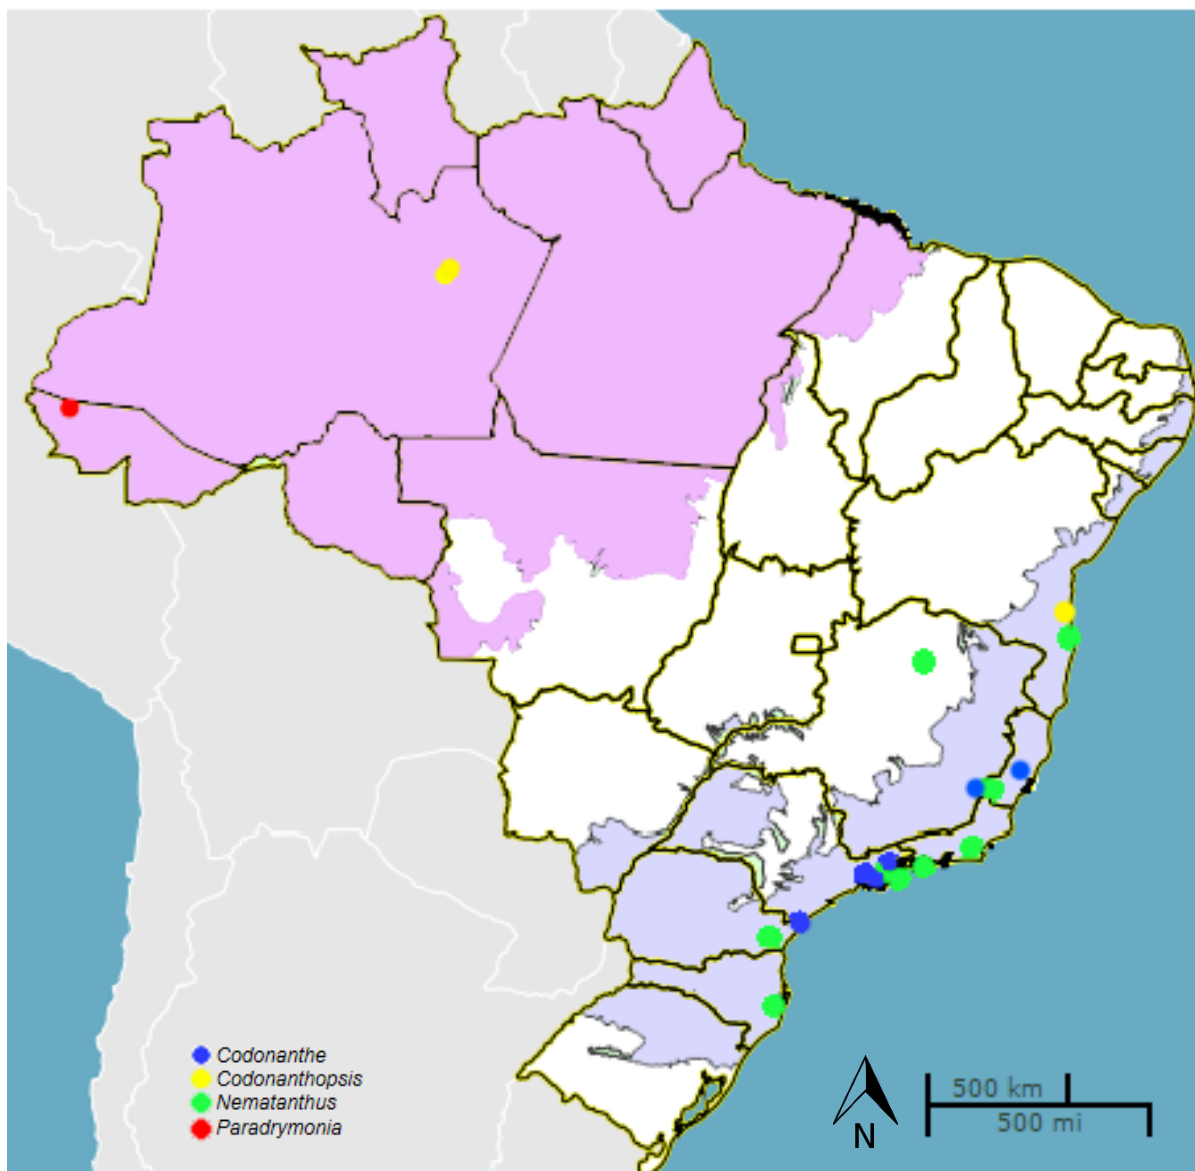 Codonanthe
Codonanthopsis
Nematanthus
Paradrymonia
N
500 km
500 mi